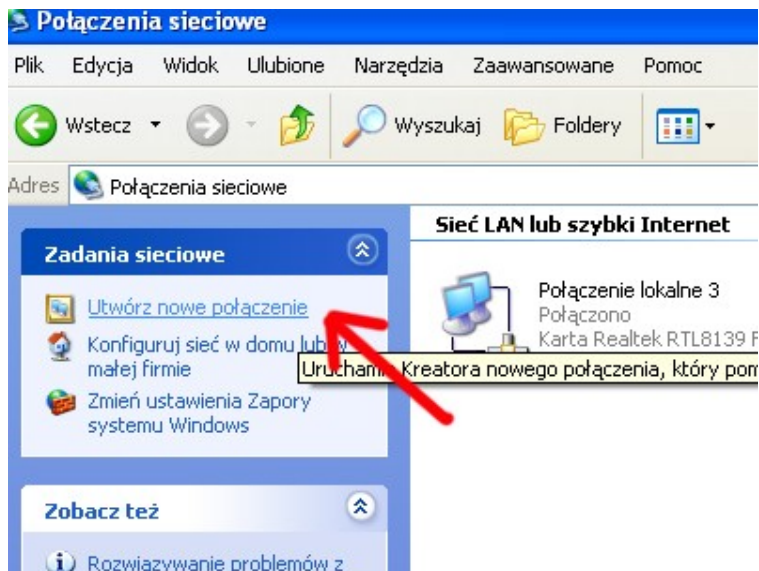 Połączenia sieciowe
Plik Edycja Widok Ulubione Narzędzia Zaawansowane Pomoc
Wstecz Wyszukaj Foldery
Adres Połączenia sieciowe
Zadania sieciowe
Utwórz nowe połączenie
Konfiguruj sieć w domu lub w
małej firmie
Zmień ustawienia Zapory
systemu Windows
Zobacz też
Rozwiązywanie problemów z
Sieć LAN lub szybki Internet
Połączenie lokalne 3
Połączono
Karta Realtek RTL8139 F
Uruchamia Kreatora nowego połączenia, który pom